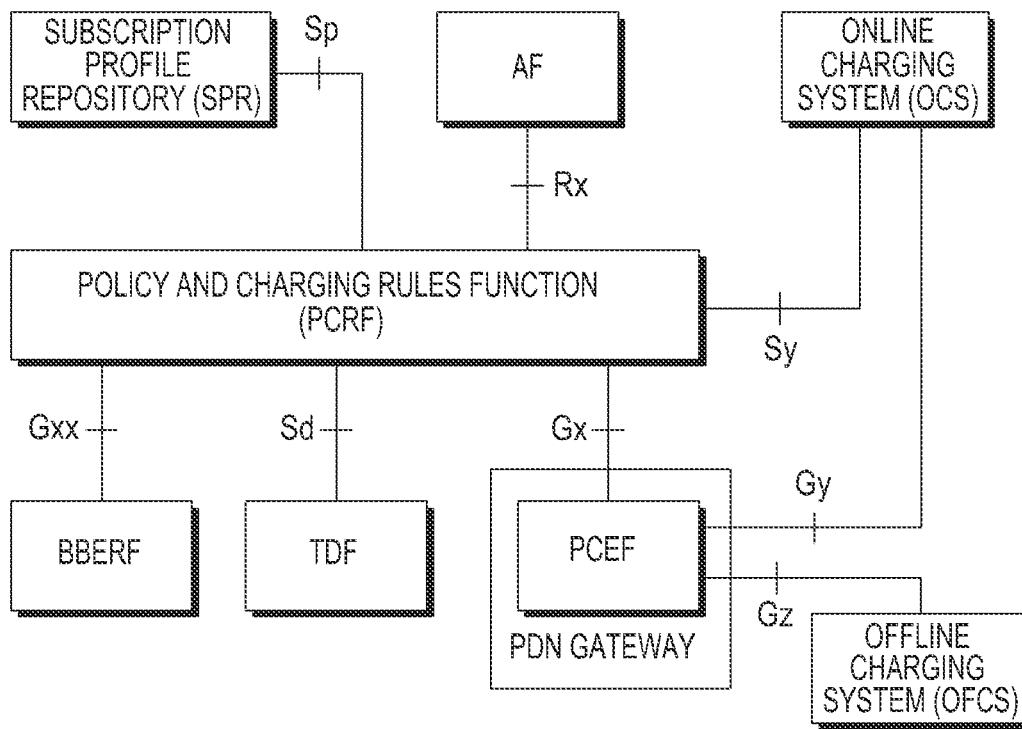 SUBSCRIPTION
PROFILE
REPOSITORY (SPR)
Sp
AF
ONLINE
CHARGING
SYSTEM (OCS)
Rx
POLICY AND CHARGING RULES FUNCTION
(PCRF)
Sy
Gxx
Sd
Gx
Gy
BBERF
TDF
PCEF
Gz
PDN GATEWAY
OFFLINE
CHARGING
SYSTEM (OFCS)